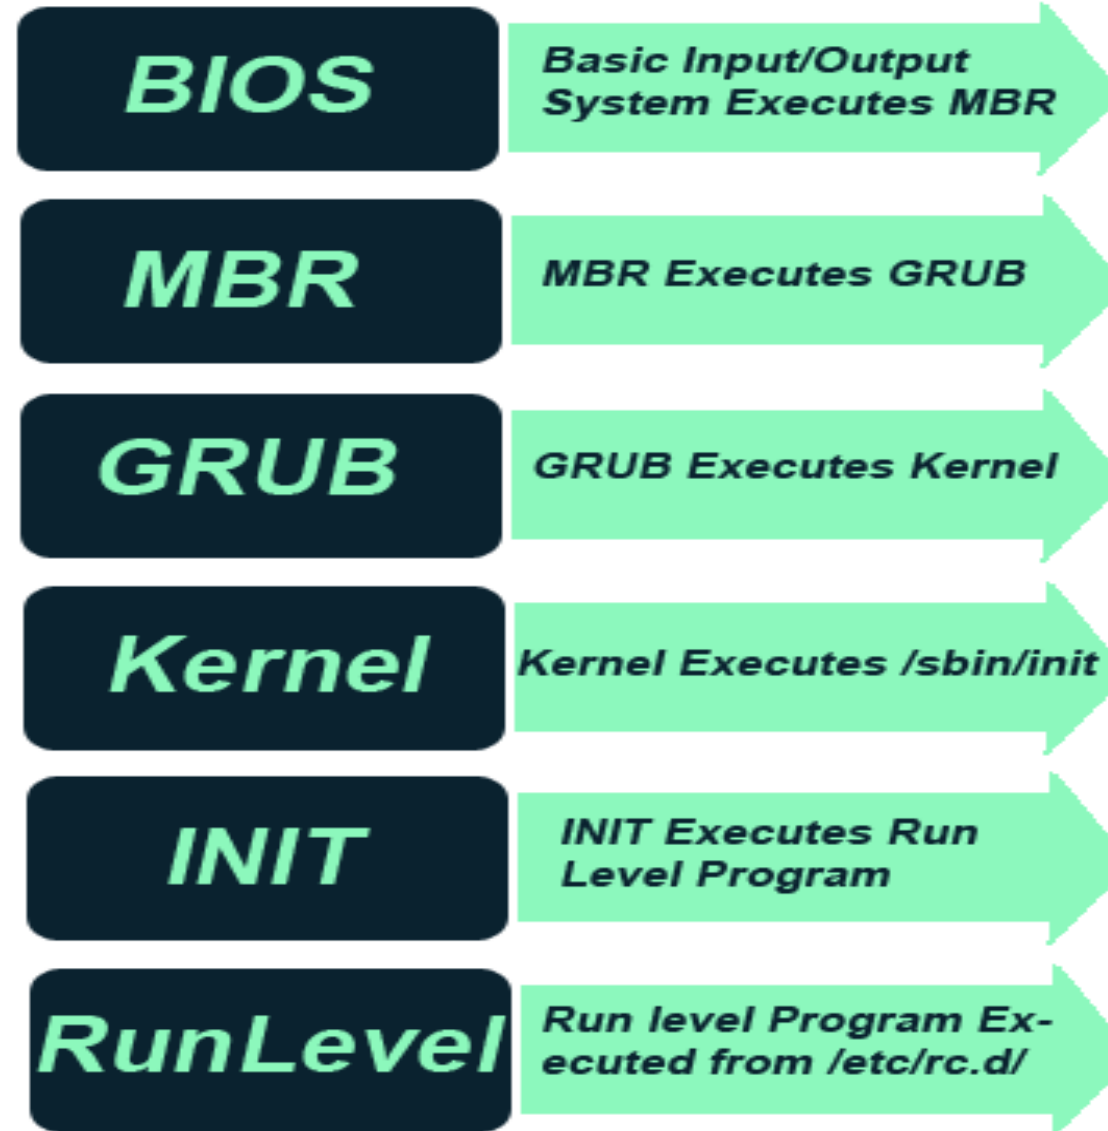 BIOS
Basic Input/Output
System Executes MBR
MBR
MBR Executes GRUB
GRUB
GRUB Executes Kernel
Kernel
Kernel Executes /sbin/init
INIT
INIT Executes Run
Level Program
RunLevel
Run level Program Ex-
ecuted from /etc/rc.d/